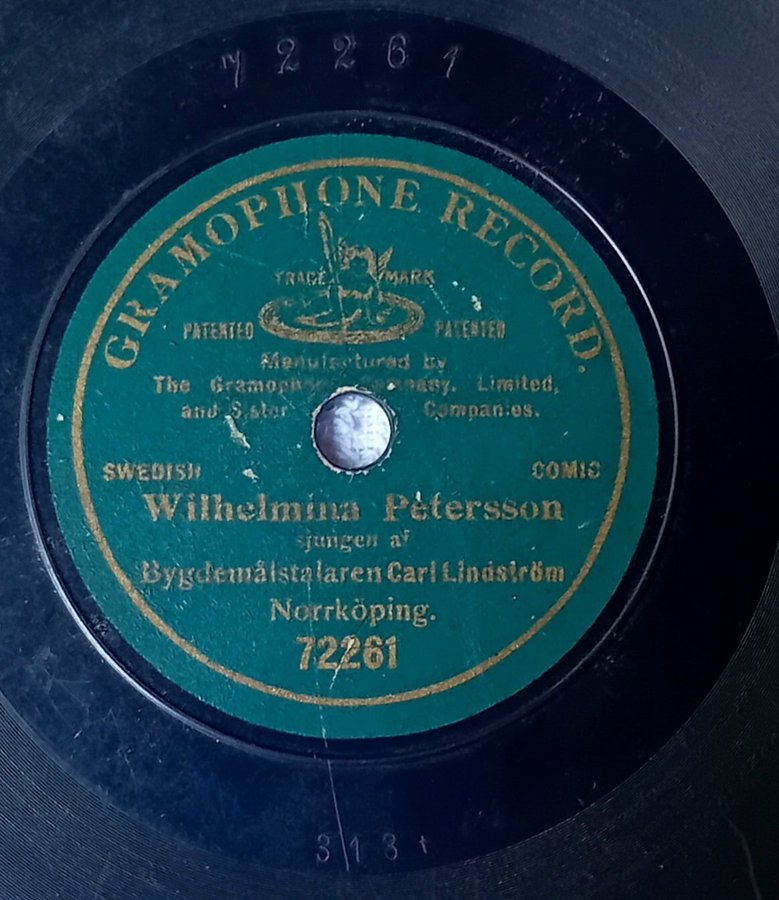 72261
GRAMOPHONE RECORD.
TRADE MARK
PATENTED PATENTED
Manufactured by
The Gramophone Company, Limited,
and Sister Companies.
SWEDISH COMIC
Wilhelmina Petersson
sjungen af
Bygdemålstalaren Carl Lindström
Norrköping.
72261
313